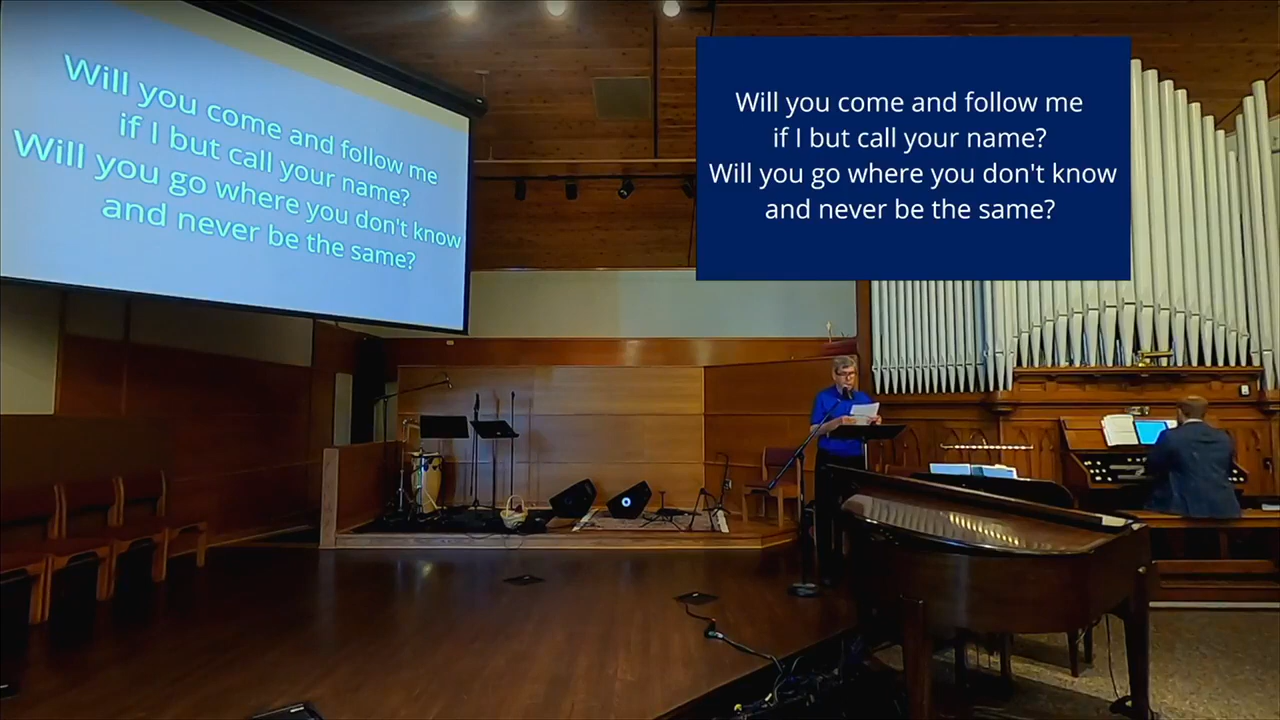 Will you come and follow me
if I but call your name?
Will you go where you don't know
and never be the same?
Will you come and follow me
if I but call your name?
Will you go where you don't know
and never be the same?